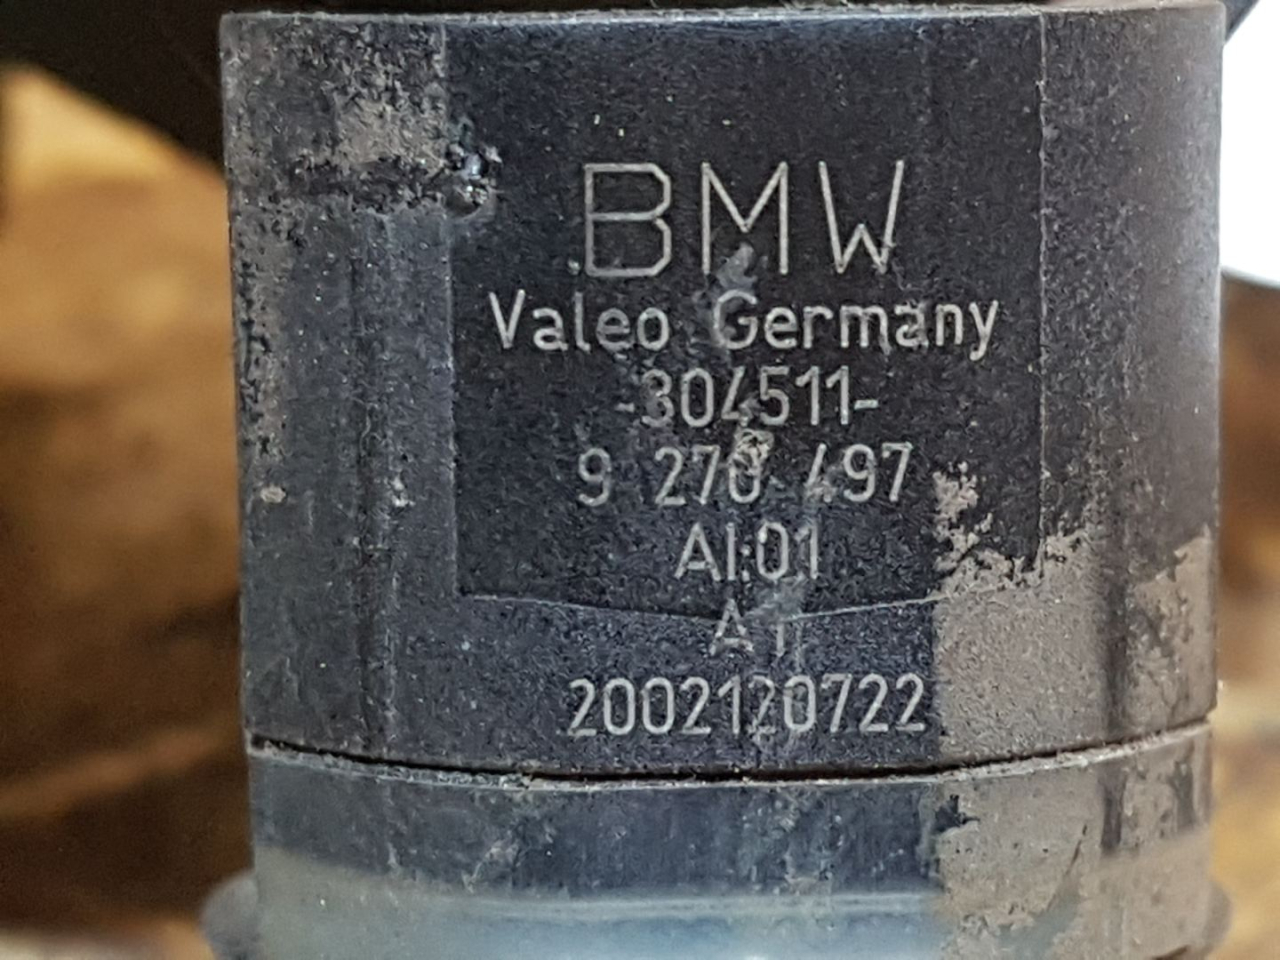 BMW
Valeo Germany
-304511-
9 270 497
AI:01
A
2002120722